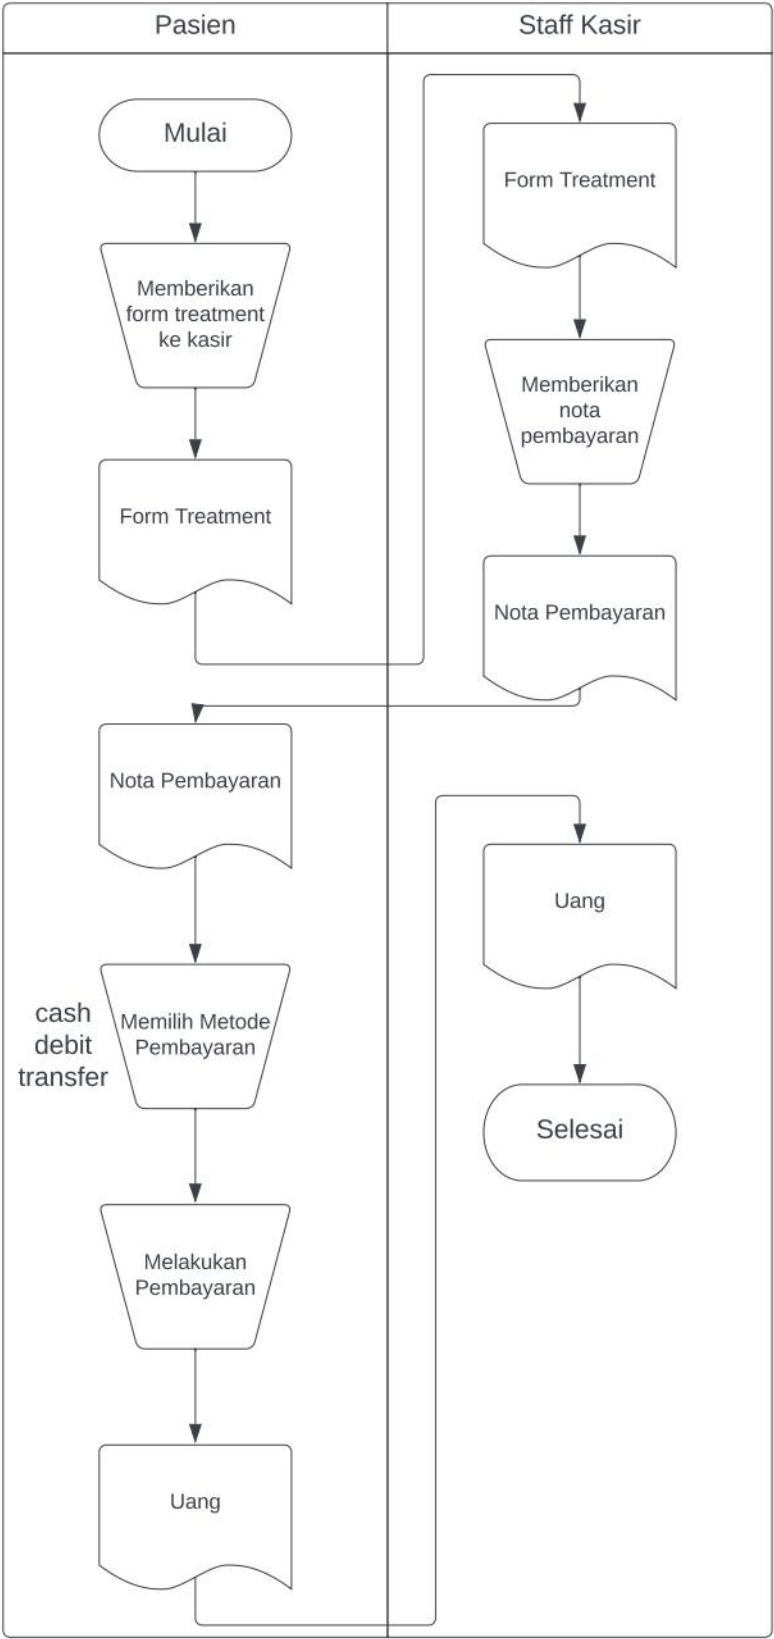 Pasien
Staff Kasir
Mulai
Memberikan
form treatment
ke kasir
Form Treatment
Form Treatment
Memberikan
nota
pembayaran
Nota Pembayaran
Nota Pembayaran
cash
debit
transfer
Memilih Metode
Pembayaran
Melakukan
Pembayaran
Uang
Uang
Selesai